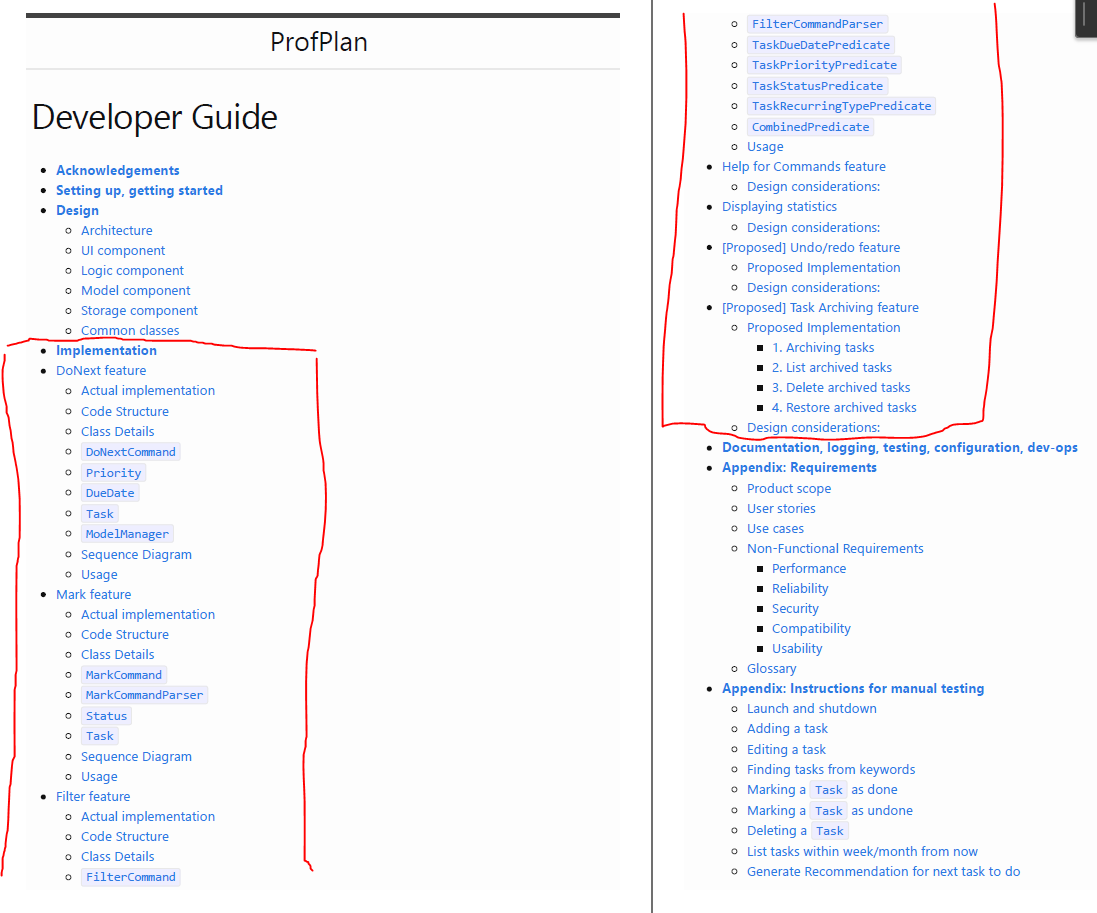 ProfPlan
Developer Guide
Acknowledgements
Setting up, getting started
Design
Architecture
UI component
Logic component
Model component
Storage component
Common classes
Implementation
DoNext feature
Actual implementation
Code Structure
Class Details
DoNextCommand
Priority
DueDate
Task
ModelManager
Sequence Diagram
Usage
Mark feature
Actual implementation
Code Structure
Class Details
MarkCommand
MarkCommandParser
Status
Task
Sequence Diagram
Usage
Filter feature
Actual implementation
Code Structure
Class Details
FilterCommand
FilterCommandParser
TaskDueDatePredicate
TaskPriorityPredicate
TaskStatusPredicate
TaskRecurringTypePredicate
CombinedPredicate
Usage
Help for Commands feature
Design considerations:
Displaying statistics
Design considerations:
[Proposed] Undo/redo feature
Proposed Implementation
Design considerations:
[Proposed] Task Archiving feature
Proposed Implementation
1. Archiving tasks
2. List archived tasks
3. Delete archived tasks
4. Restore archived tasks
Design considerations:
Documentation, logging, testing, configuration, dev-ops
Appendix: Requirements
Product scope
User stories
Use cases
Non-Functional Requirements
Performance
Reliability
Security
Compatibility
Usability
Glossary
Appendix: Instructions for manual testing
Launch and shutdown
Adding a task
Editing a task
Finding tasks from keywords
Marking a Task as done
Marking a Task as undone
Deleting a Task
List tasks within week/month from now
Generate Recommendation for next task to do